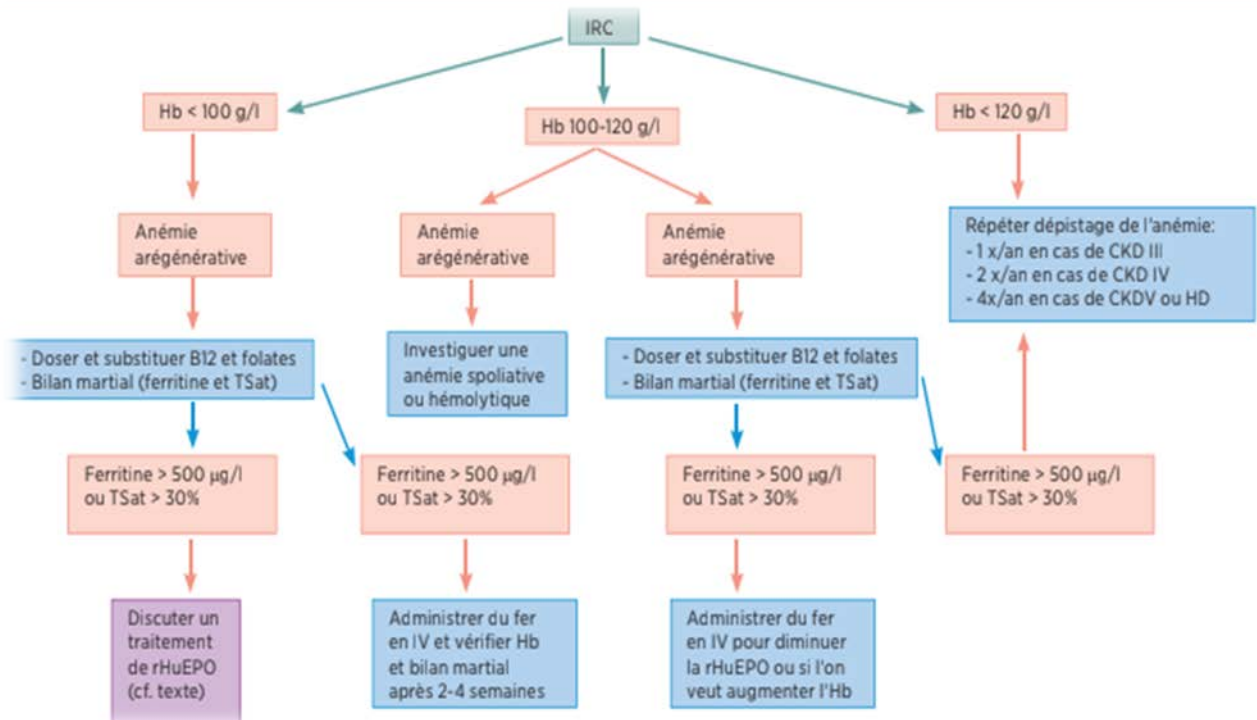 IRC
Hb < 100 g/l
Hb 100-120 g/l
Hb < 120 g/l
Anémie
arégénérative
Anémie
arégénérative
Anémie
arégénérative
Répéter dépistage de l'anémie:
- 1 x/an en cas de CKD III
- 2 x/an en cas de CKD IV
- 4x/an en cas de CKDV ou HD
- Doser et substituer B12 et folates
- Bilan martial (ferritine et TSat)
Investiguer une
anémie spoliative
ou hémolytique
- Doser et substituer B12 et folates
- Bilan martial (ferritine et TSat)
Ferritine > 500 µg/l
ou TSat > 30%
Ferritine > 500 µg/l
ou TSat > 30%
Ferritine > 500 µg/l
ou TSat > 30%
Ferritine > 500 µg/l
ou TSat > 30%
Discuter un
traitement
de rHuEPO
(cf. texte)
Administrer du fer
en IV et vérifier Hb
et bilan martial
après 2-4 semaines
Administrer du fer
en IV pour diminuer
la rHuEPO ou si l'on
veut augmenter l'Hb